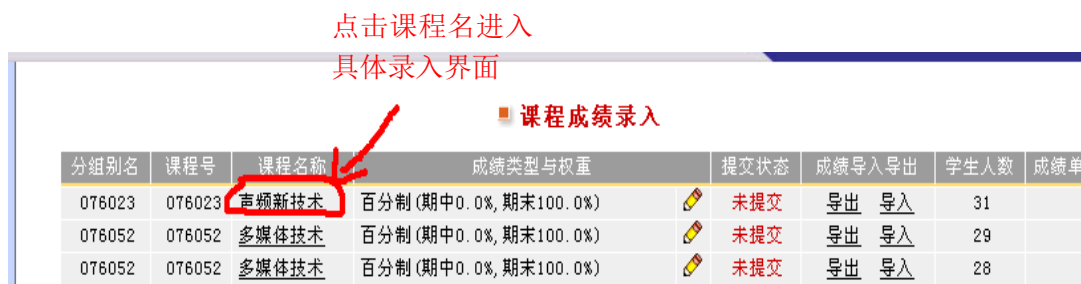 点击课程名进入
具体录入界面
课程成绩录入
分组别名 课程号 课程名称 成绩类型与权重 提交状态 成绩导入导出 学生人数 成绩单
076023 076023 声频新技术 百分制(期中0.0%,期末100.0%) 未提交 导出 导入 31
076052 076052 多媒体技术 百分制(期中0.0%,期末100.0%) 未提交 导出 导入 29
076052 076052 多媒体技术 百分制(期中0.0%,期末100.0%) 未提交 导出 导入 28